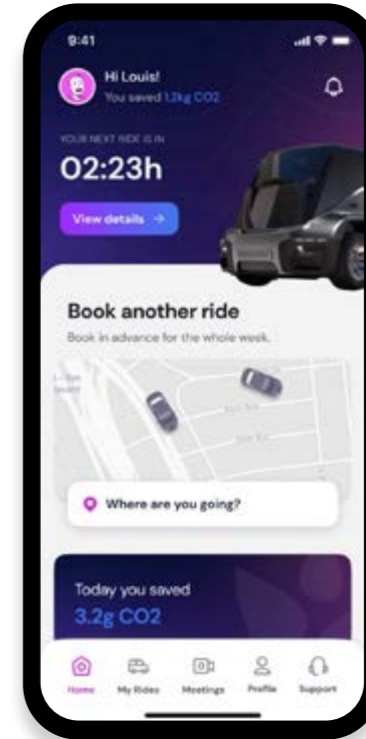 9:41
Hi Louis!
You saved 1.2kg CO2
YOUR NEXT RIDE IS IN
02:23h
View details
Book another ride
Book in advance for the whole week.
Where are you going?
Today you saved
3.2g CO2
Home My Rides Meetings Profile Support